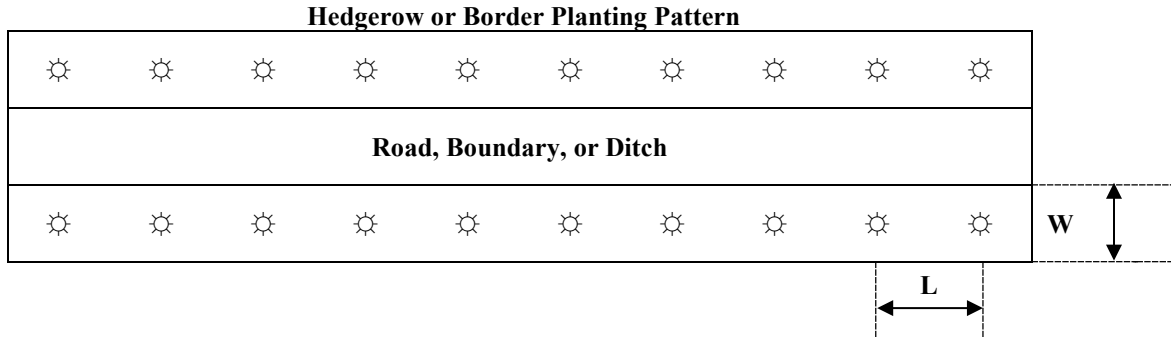 Hedgerow or Border Planting Pattern
Road, Boundary, or Ditch
W
L